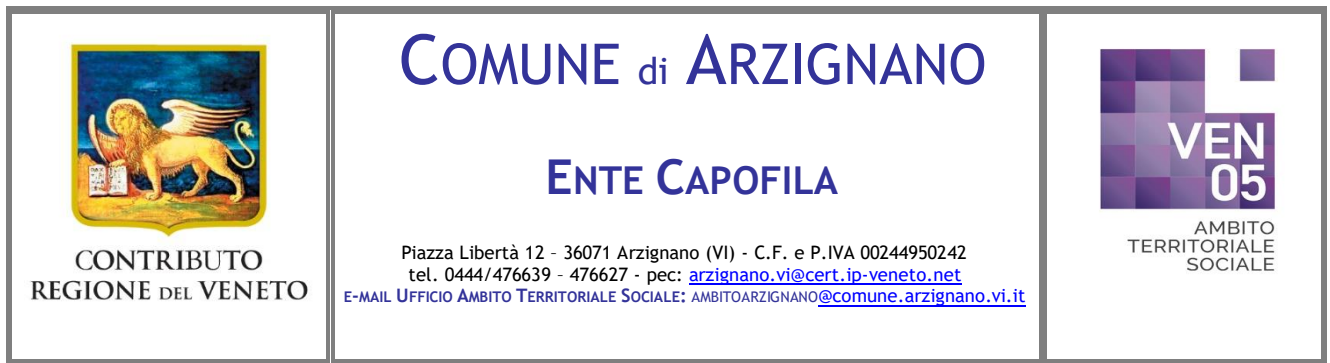 CONTRIBUTO
REGIONE DEL VENETO
COMUNE di ARZIGNANO
ENTE CAPOFILA
Piazza Libertà 12 – 36071 Arzignano (VI) - C.F. e P.IVA 00244950242
tel. 0444/476639 – 476627 - pec: arzignano.vi@cert.ip-veneto.net
E-MAIL UFFICIO AMBITO TERRITORIALE SOCIALE: AMBITOARZIGNANO@comune.arzignano.vi.it
VEN
05
AMBITO
TERRITORIALE
SOCIALE